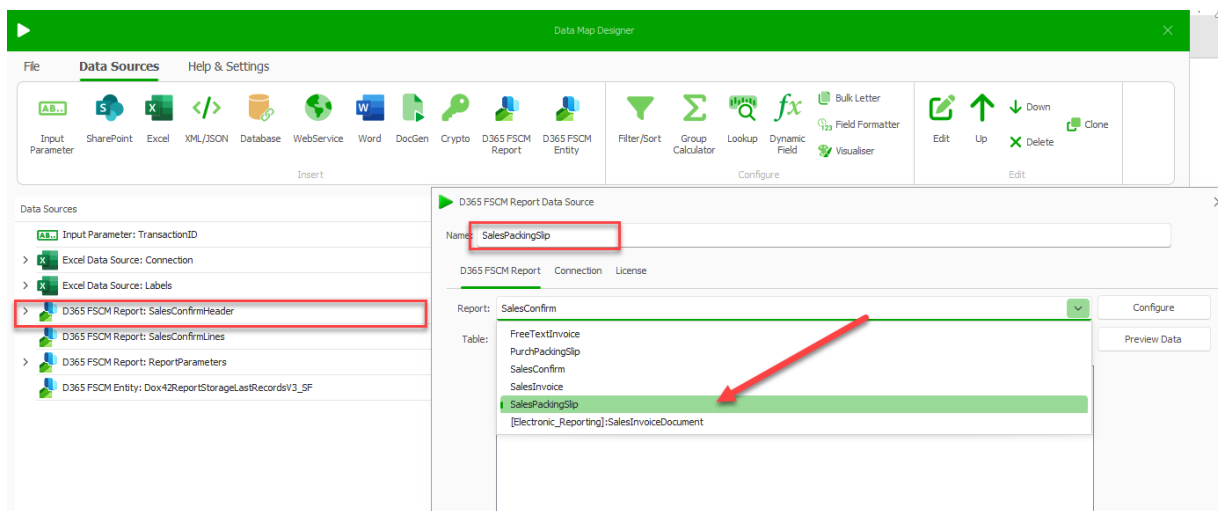 Data Map Designer
File Data Sources Help & Settings
AB.. S X W fx Bulk Letter
Field Formatter
Visualiser
Down
Delete
Clone
Input Parameter SharePoint Excel XML/JSON Database WebService Word DocGen Crypto D365 FSCM Report D365 FSCM Entity Filter/Sort Group Calculator Lookup Dynamic Field Edit Up
Insert Configure Edit
Data Sources
AB.. Input Parameter: TransactionID
Excel Data Source: Connection
Excel Data Source: Labels
D365 FSCM Report: SalesConfirmHeader
D365 FSCM Report: SalesConfirmLines
D365 FSCM Report: ReportParameters
D365 FSCM Entity: Dox42ReportStorageLastRecordsV3_SF
D365 FSCM Report Data Source
Name: SalesPackingSlip
D365 FSCM Report Connection License
Report: SalesConfirm Configure
Table: Preview Data
FreeTextInvoice
PurchPackingSlip
SalesConfirm
SalesInvoice
SalesPackingSlip
[Electronic_Reporting]:SalesInvoiceDocument